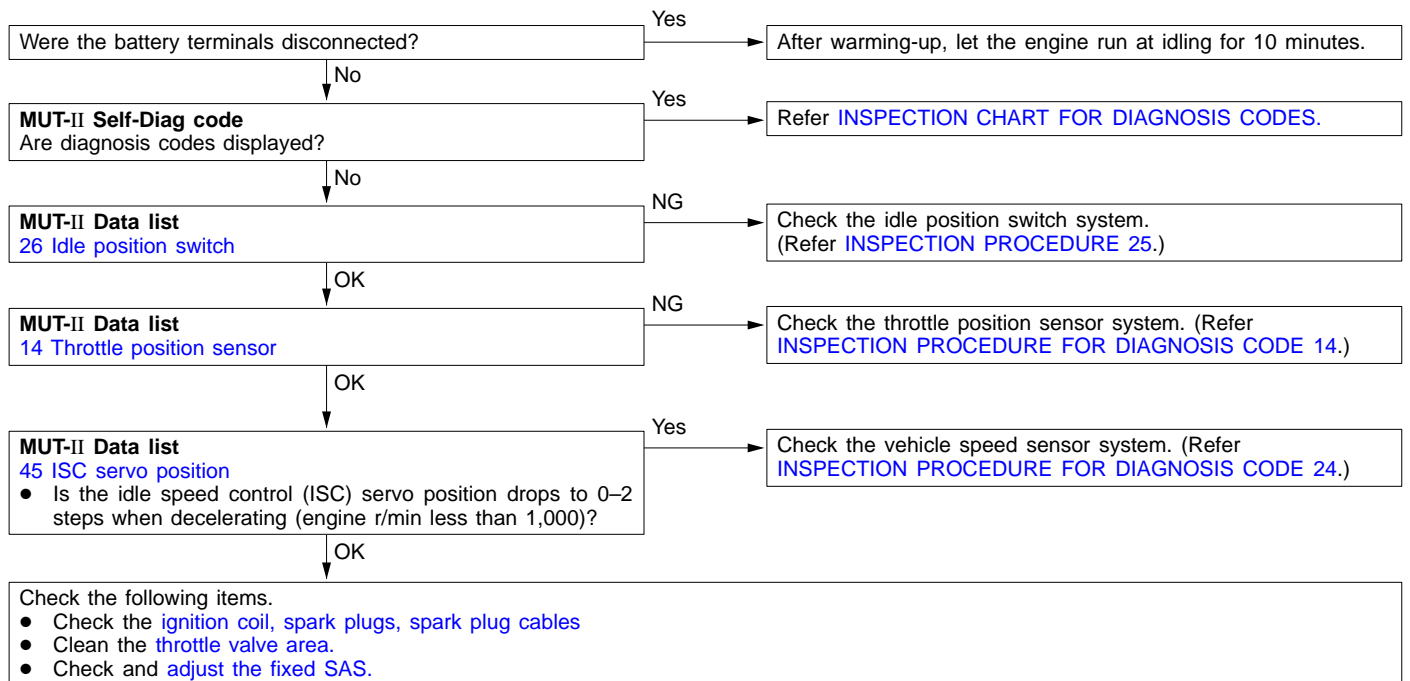 Were the battery terminals disconnected?
Yes
After warming-up, let the engine run at idling for 10 minutes.
No
MUT-II Self-Diag code
Are diagnosis codes displayed?
Yes
Refer INSPECTION CHART FOR DIAGNOSIS CODES.
No
MUT-II Data list
26 Idle position switch
NG
Check the idle position switch system.
(Refer INSPECTION PROCEDURE 25.)
OK
MUT-II Data list
14 Throttle position sensor
NG
Check the throttle position sensor system. (Refer
INSPECTION PROCEDURE FOR DIAGNOSIS CODE 14.)
OK
MUT-II Data list
45 ISC servo position
● Is the idle speed control (ISC) servo position drops to 0–2
steps when decelerating (engine r/min less than 1,000)?
Yes
Check the vehicle speed sensor system. (Refer
INSPECTION PROCEDURE FOR DIAGNOSIS CODE 24.)
OK
Check the following items.
● Check the ignition coil, spark plugs, spark plug cables
● Clean the throttle valve area.
● Check and adjust the fixed SAS.